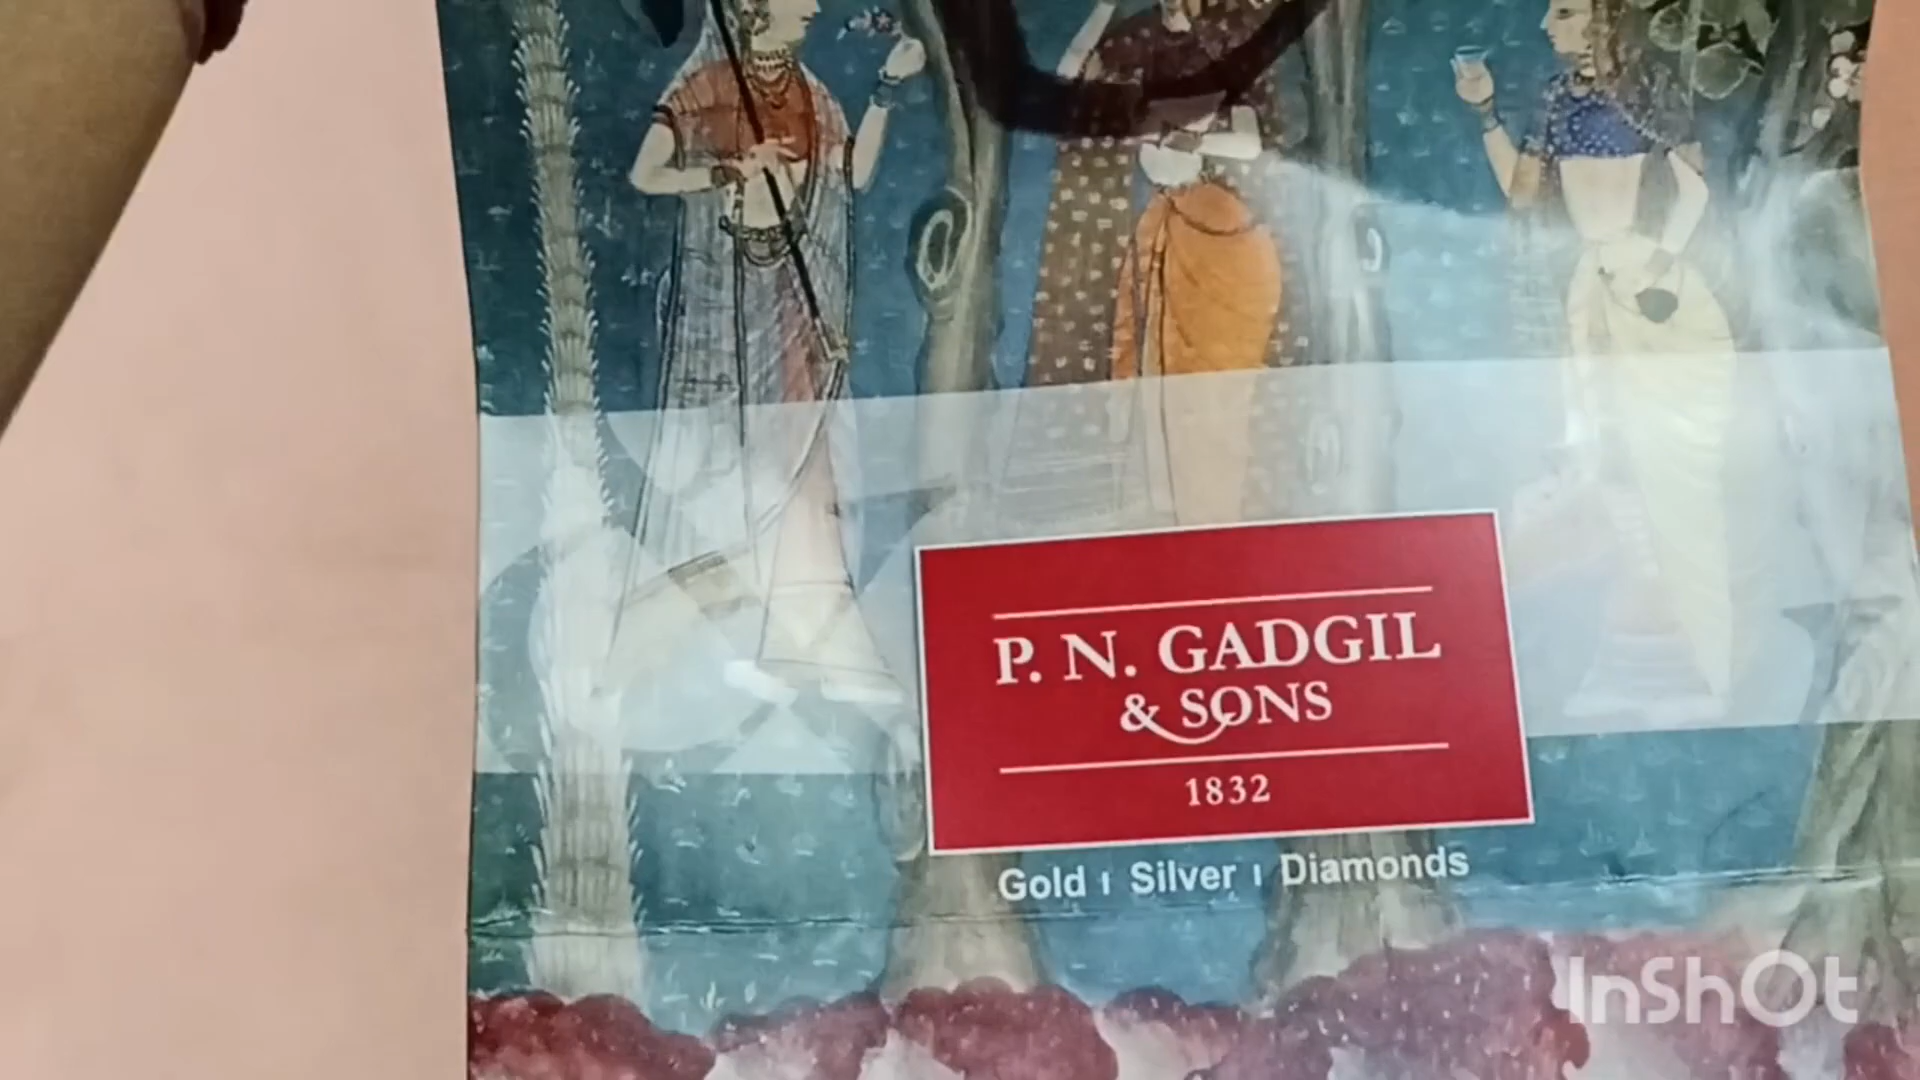 P. N. GADGIL
& SONS
1832
Gold | Silver | Diamonds
InShOt